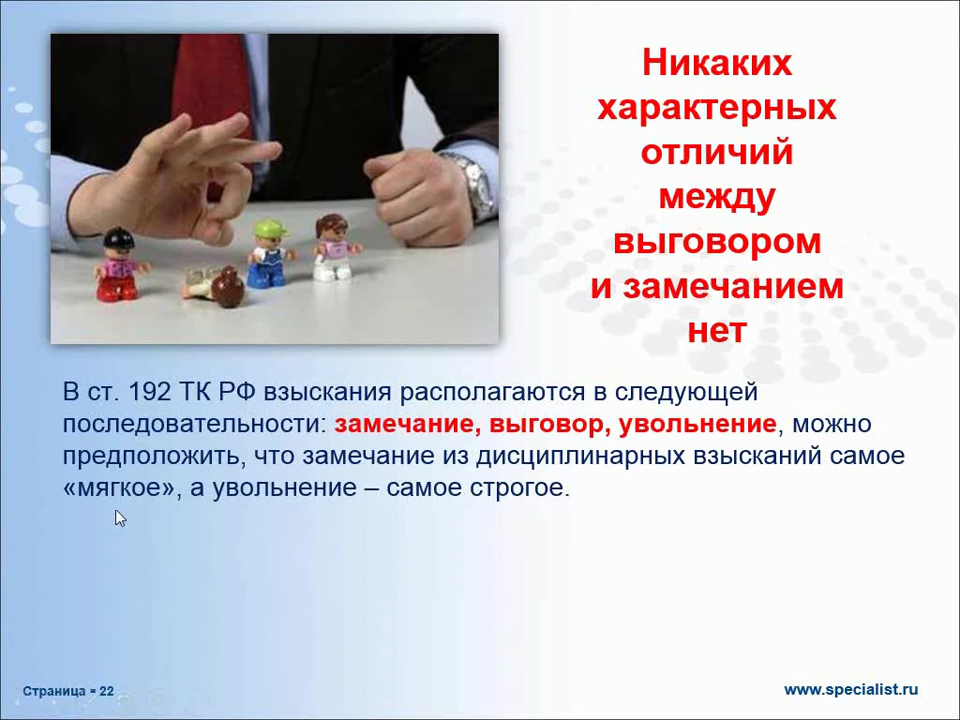 Никаких
характерных
отличий
между
выговором
и замечанием
нет
В ст. 192 ТК РФ взыскания располагаются в следующей
последовательности: замечание, выговор, увольнение, можно
предположить, что замечание из дисциплинарных взысканий самое
«мягкое», а увольнение – самое строгое.
Страница ▪ 22
www.specialist.ru